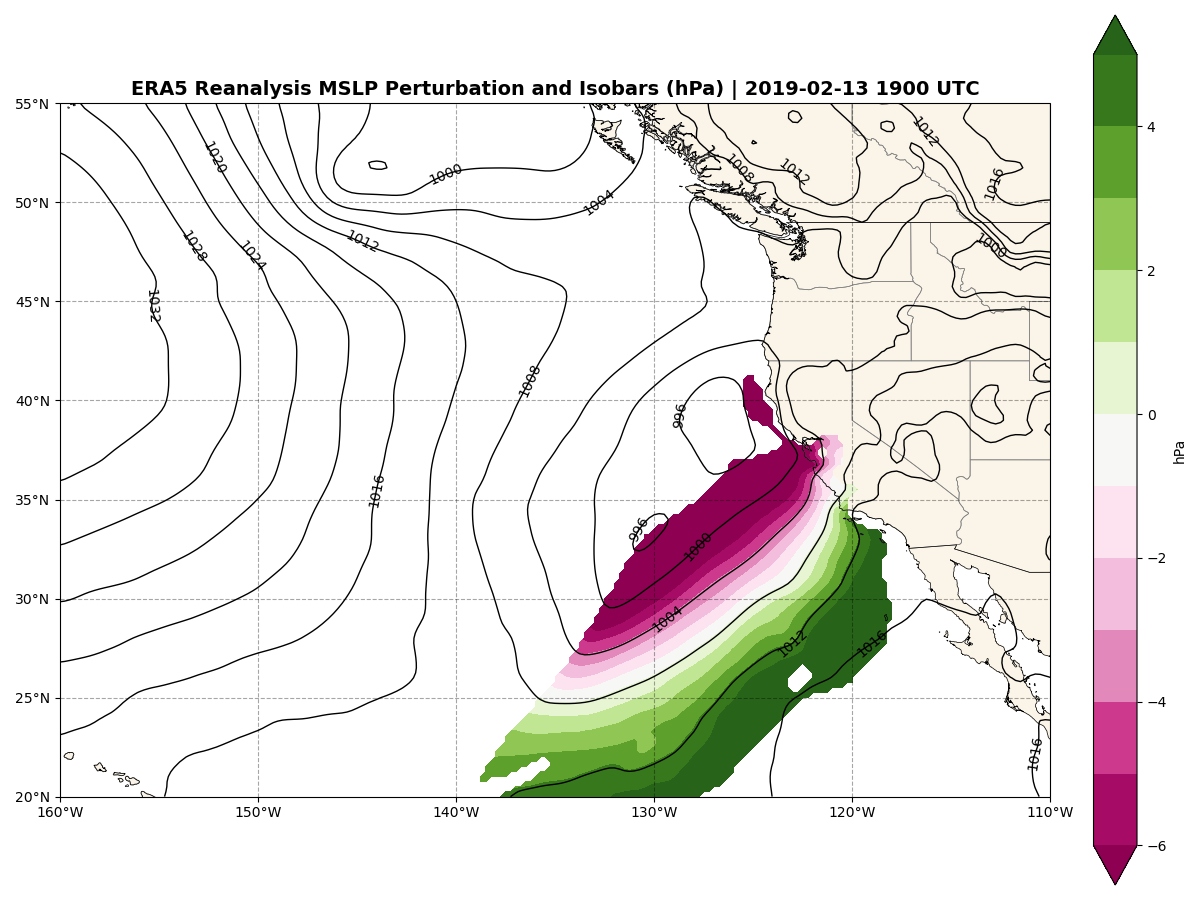 ERA5 Reanalysis MSLP Perturbation and Isobars (hPa) | 2019-02-13 1900 UTC
55°N
50°N
45°N
40°N
35°N
30°N
25°N
20°N
160°W
150°W
140°W
130°W
120°W
110°W
1020
1000
1004
1008
1012
1012
1016
1000
1028
1024
1012
1032
1008
996
1016
996
1000
1004
1012
1016
1016
4
2
0
−2
−4
−6
hPa